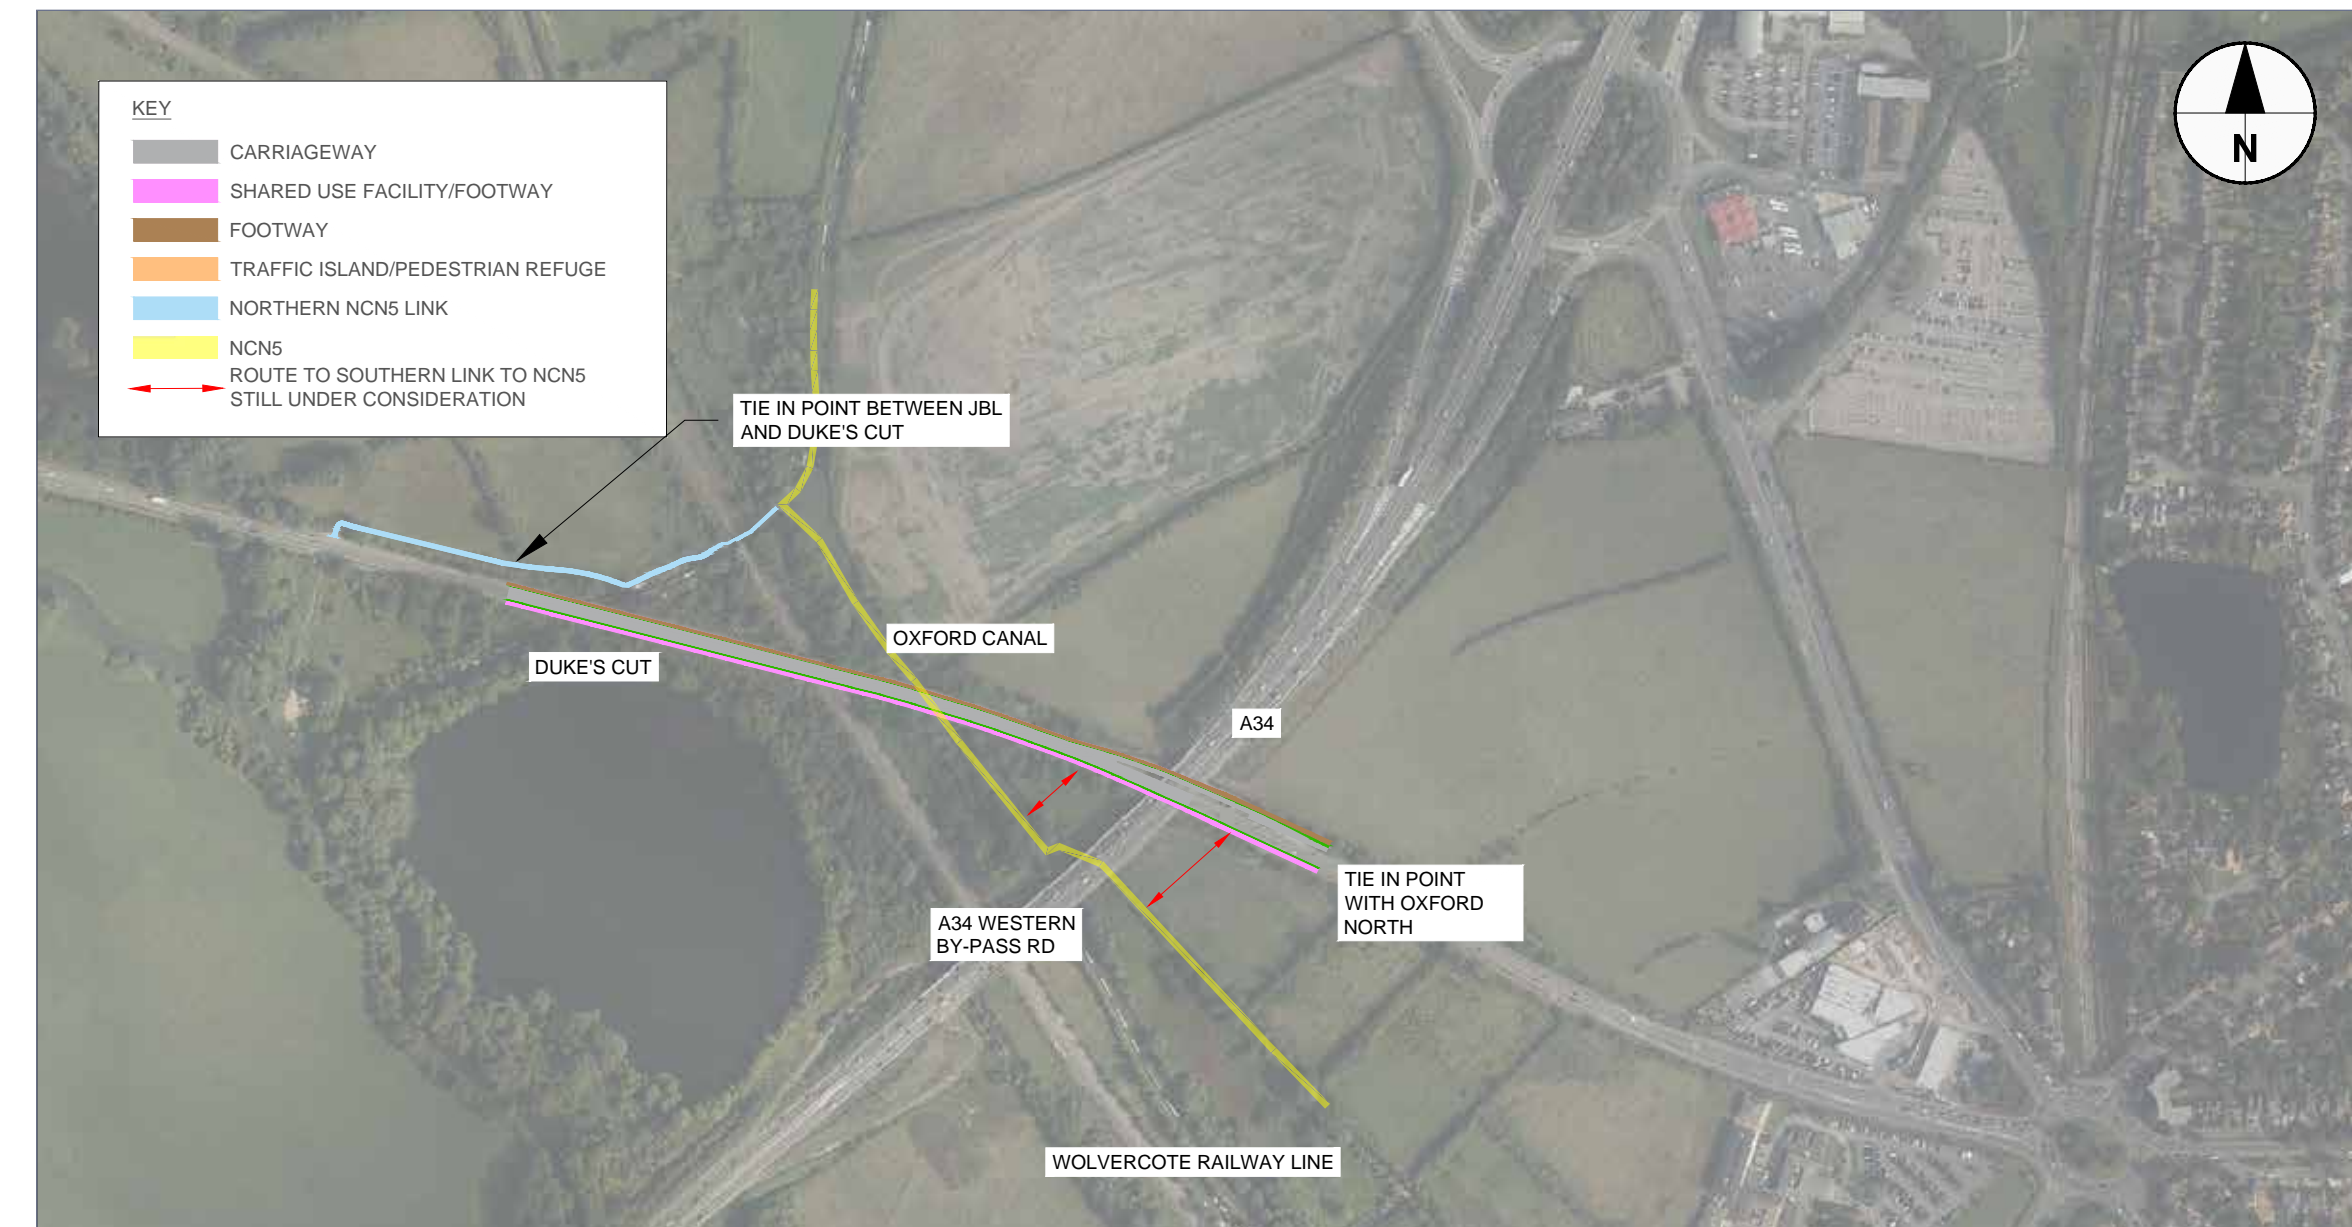 KEY
CARRIAGEWAY
SHARED USE FACILITY/FOOTWAY
FOOTWAY
TRAFFIC ISLAND/PEDESTRIAN REFUGE
NORTHERN NCN5 LINK
NCN5
ROUTE TO SOUTHERN LINK TO NCN5
STILL UNDER CONSIDERATION
N
TIE IN POINT BETWEEN JBL
AND DUKE'S CUT
OXFORD CANAL
DUKE'S CUT
A34
TIE IN POINT
WITH OXFORD
NORTH
A34 WESTERN
BY-PASS RD
WOLVERCOTE RAILWAY LINE